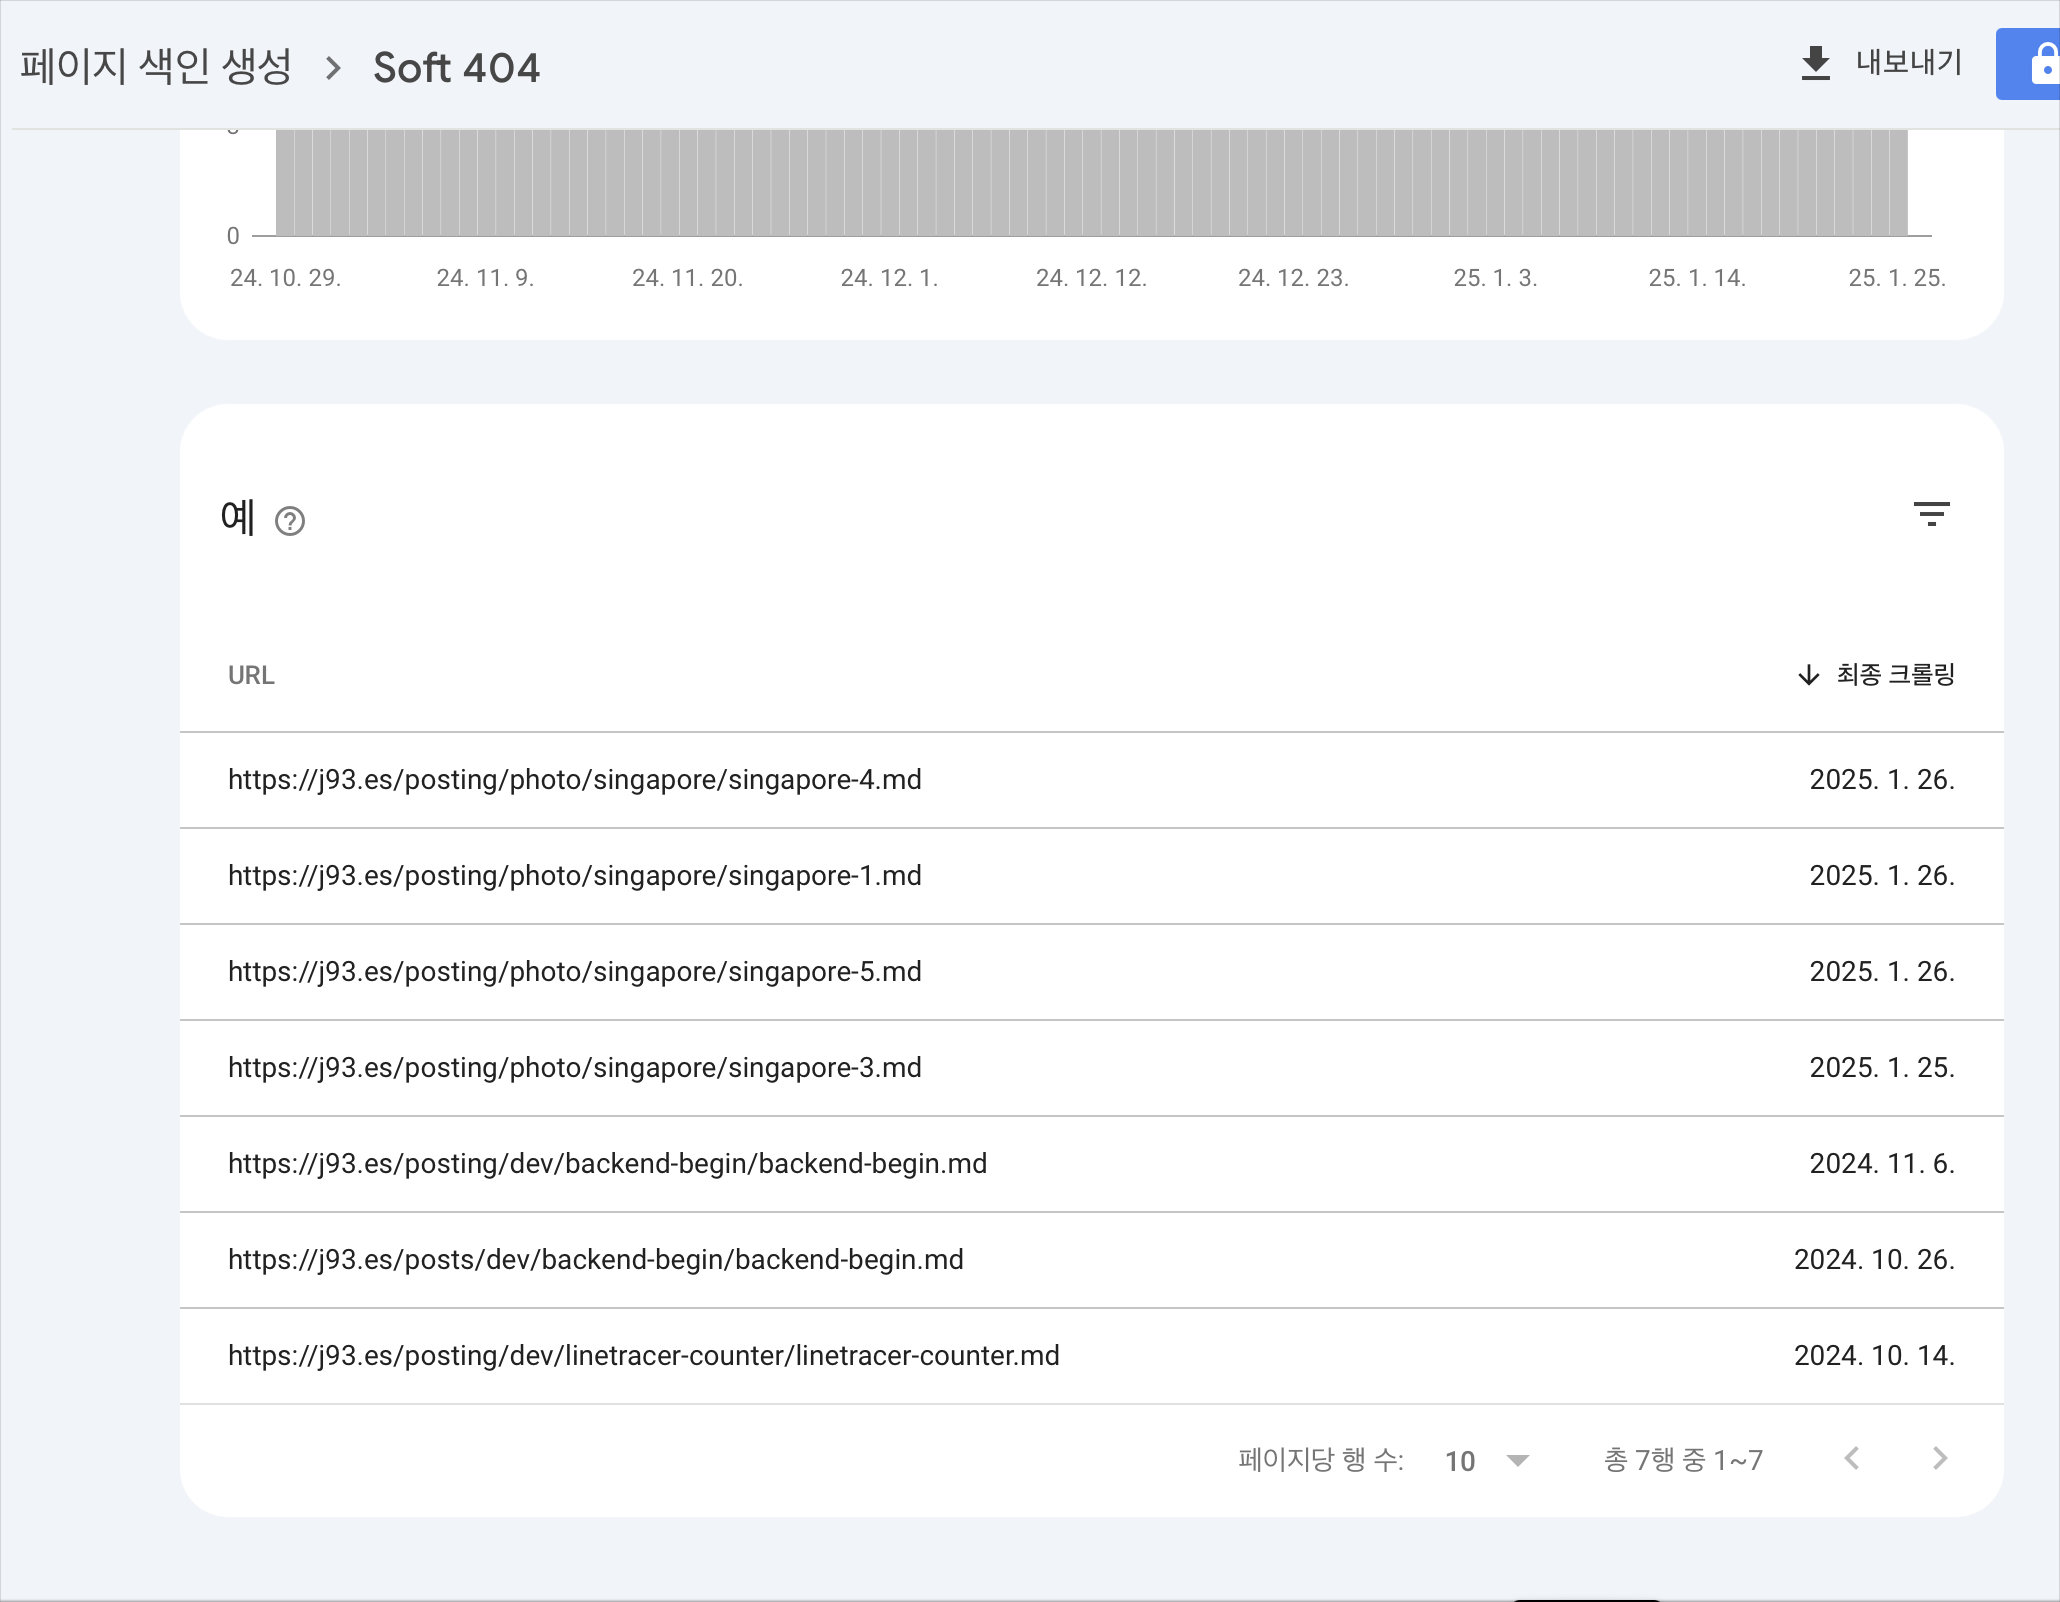 페이지 색인 생성 > Soft 404 내보내기
0
24. 10. 29. 24. 11. 9. 24. 11. 20. 24. 12. 1. 24. 12. 12. 24. 12. 23. 25. 1. 3. 25. 1. 14. 25. 1. 25.
예 ?
URL ↓ 최종 크롤링
https://j93.es/posting/photo/singapore/singapore-4.md 2025. 1. 26.
https://j93.es/posting/photo/singapore/singapore-1.md 2025. 1. 26.
https://j93.es/posting/photo/singapore/singapore-5.md 2025. 1. 26.
https://j93.es/posting/photo/singapore/singapore-3.md 2025. 1. 25.
https://j93.es/posting/dev/backend-begin/backend-begin.md 2024. 11. 6.
https://j93.es/posts/dev/backend-begin/backend-begin.md 2024. 10. 26.
https://j93.es/posting/dev/linetracer-counter/linetracer-counter.md 2024. 10. 14.
페이지당 행 수: 10 총 7행 중 1~7